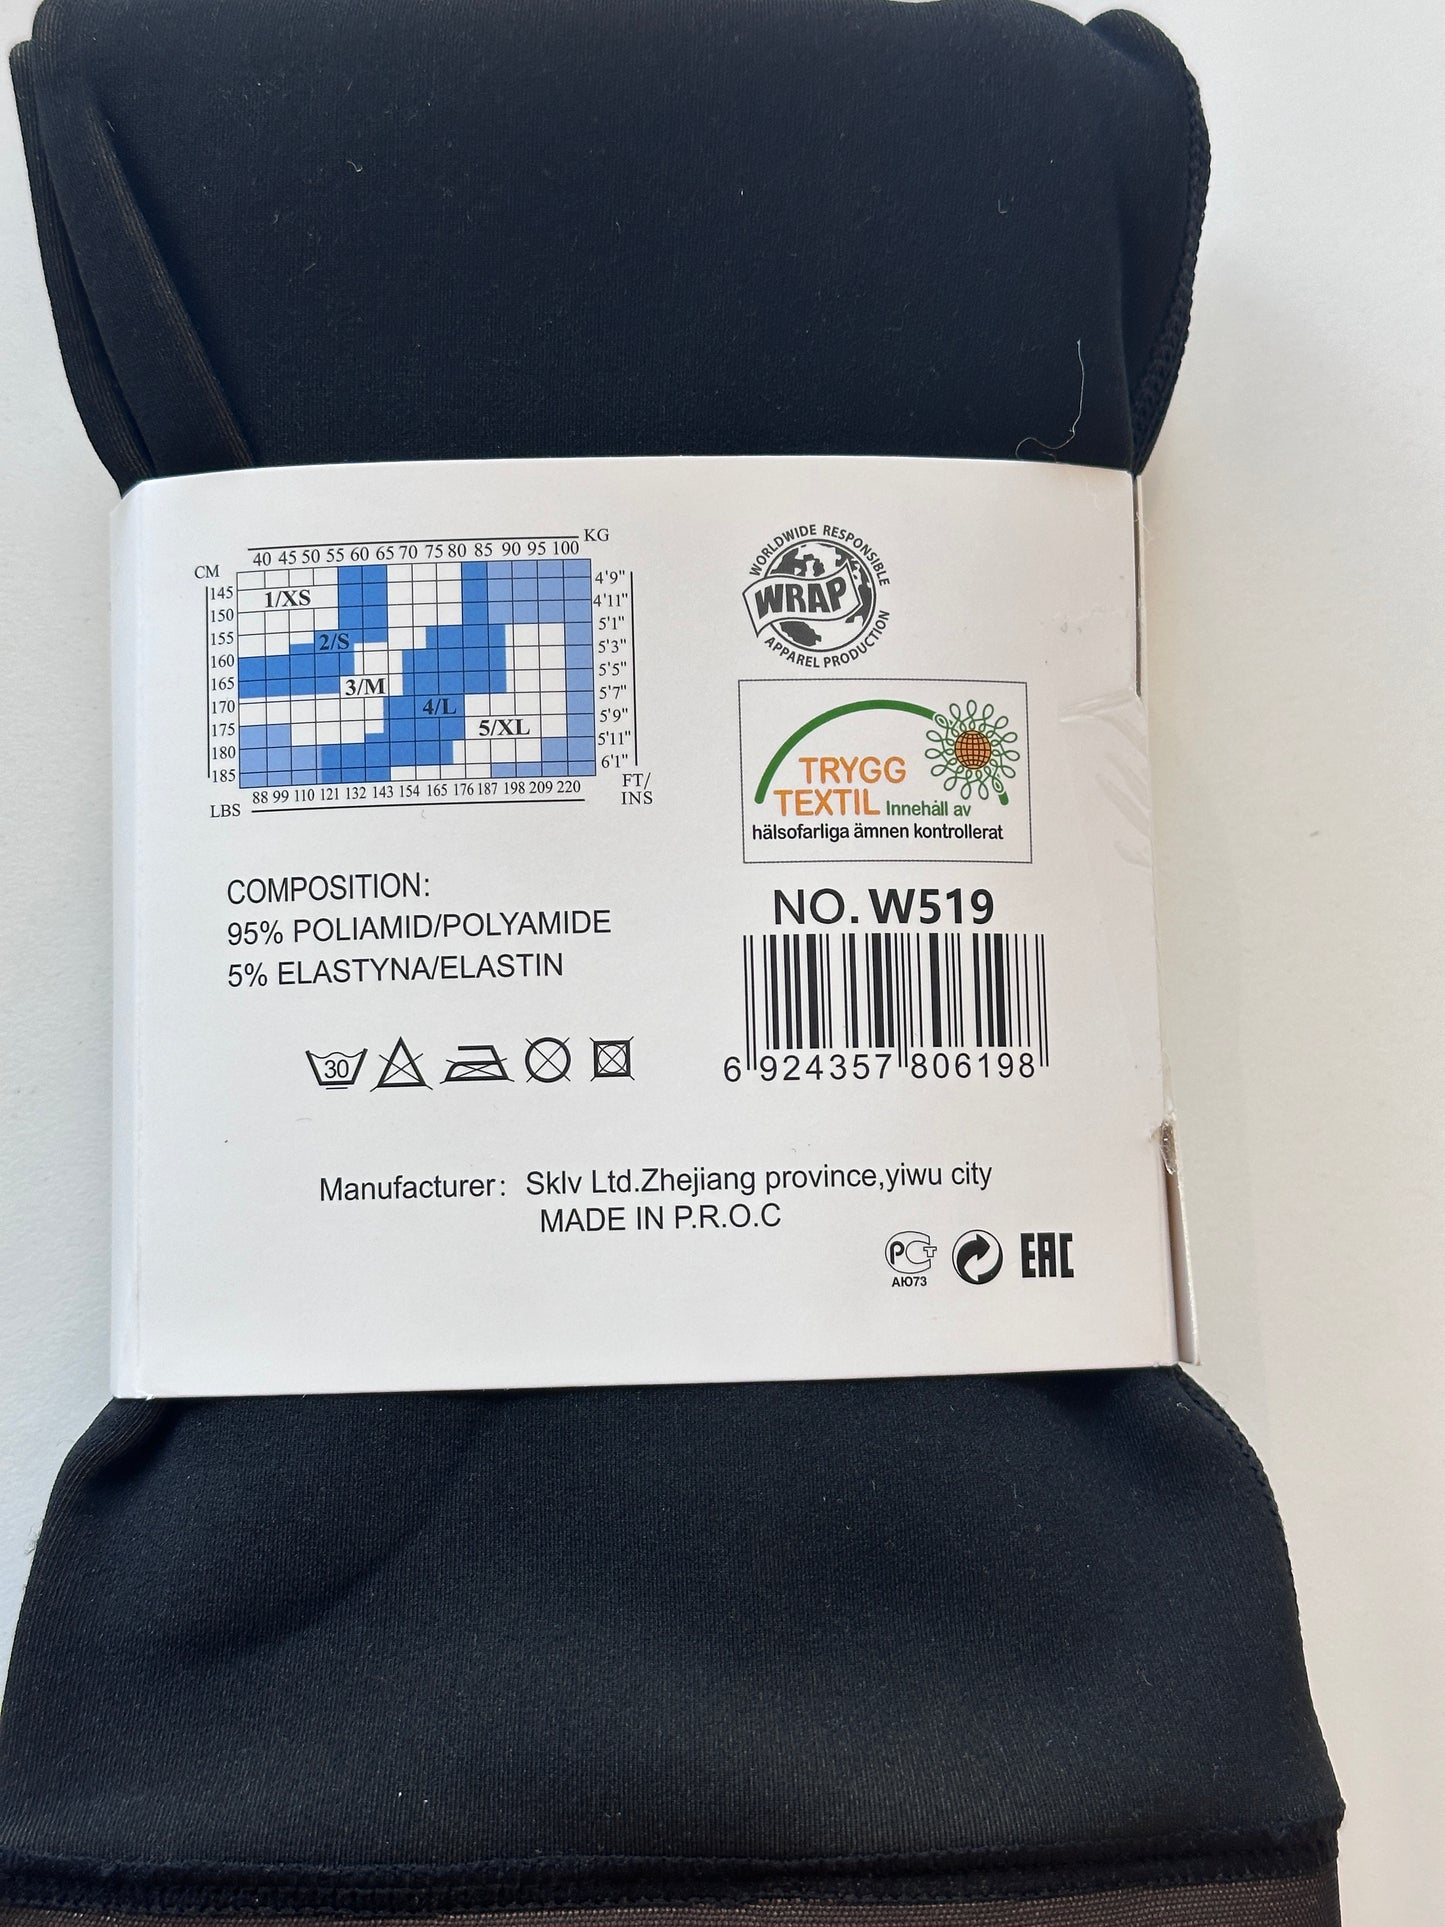 KG
40 45 50 55 60 65 70 75 80 85 90 95 100
CM
145 4'9"
150 4'11"
155 5'1"
160 5'3"
165 5'5"
170 5'7"
175 5'9"
180 5'11"
185 6'1"
1/XS
2/S
3/M
4/L
5/XL
LBS 88 99 110 121 132 143 154 165 176 187 198 209 220 FT/
INS
WORLDWIDE RESPONSIBLE
WRAP
APPAREL PRODUCTION
TRYGG
TEXTIL Innehåll av
hälsofarliga ämnen kontrollerat
COMPOSITION:
95% POLIAMID/POLYAMIDE
5% ELASTYNA/ELASTIN
NO. W519
6 924357 806198
30
Manufacturer: Sklv Ltd.Zhejiang province,yiwu city
MADE IN P.R.O.C
PCT
АЮ73
EAC